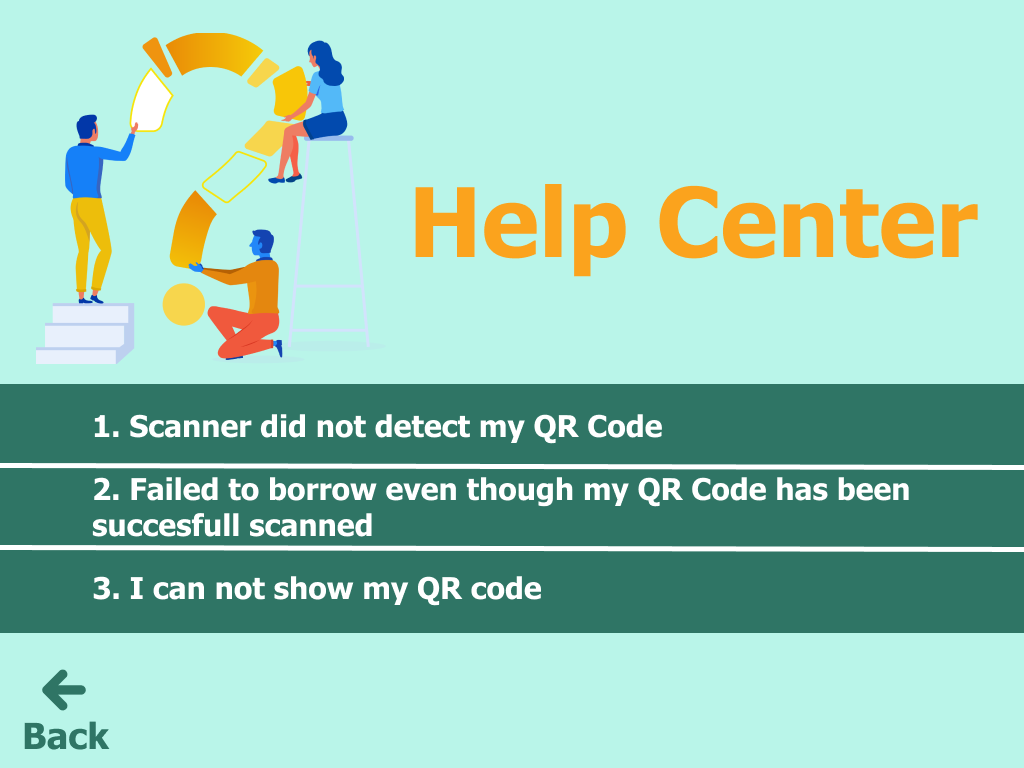 Help Center
1. Scanner did not detect my QR Code
2. Failed to borrow even though my QR Code has been
succesfull scanned
3. I can not show my QR code
Back